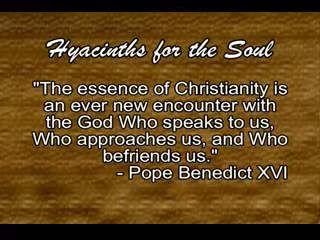 Hyacinths for the Soul
"The essence of Christianity is
an ever new encounter with
the God Who speaks to us,
Who approaches us, and Who
befriends us."
- Pope Benedict XVI